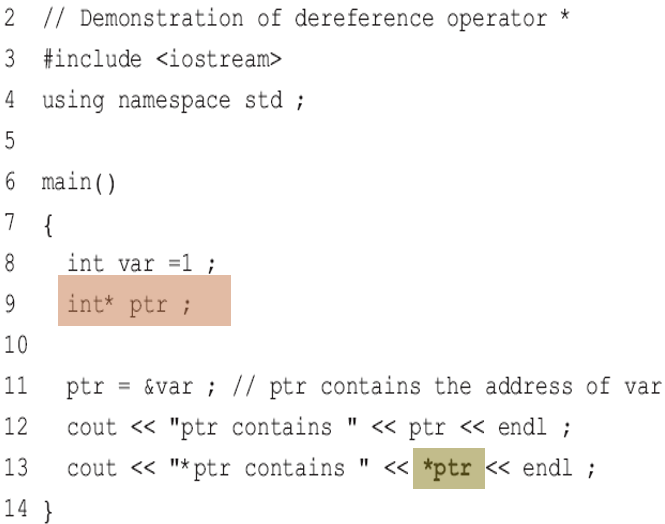 2 // Demonstration of dereference operator *
3 #include <iostream>
4 using namespace std ;
5
6 main()
7 {
8 int var =1 ;
9 int* ptr ;
10
11 ptr = &var ; // ptr contains the address of var
12 cout << "ptr contains " << ptr << endl ;
13 cout << "*ptr contains " << *ptr << endl ;
14 }